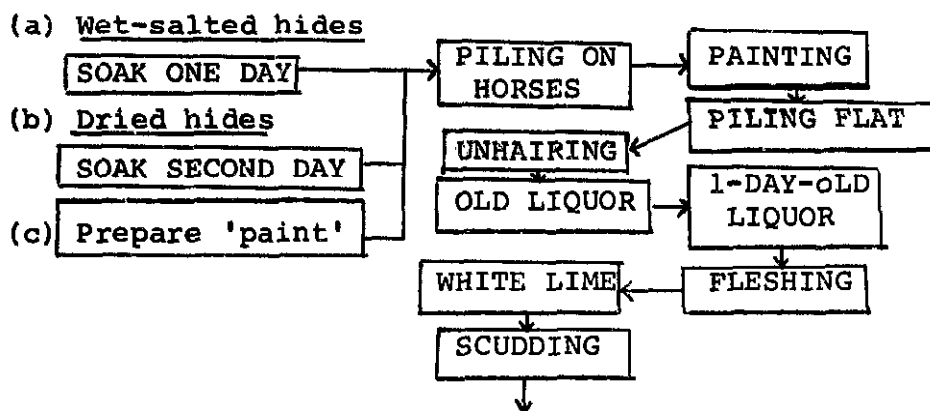 (a) Wet-salted hides
SOAK ONE DAY
(b) Dried hides
SOAK SECOND DAY
(c) Prepare 'paint'
PILING ON
HORSES
PAINTING
PILING FLAT
UNHAIRING
OLD LIQUOR
1-DAY-OLD
LIQUOR
FLESHING
WHITE LIME
SCUDDING